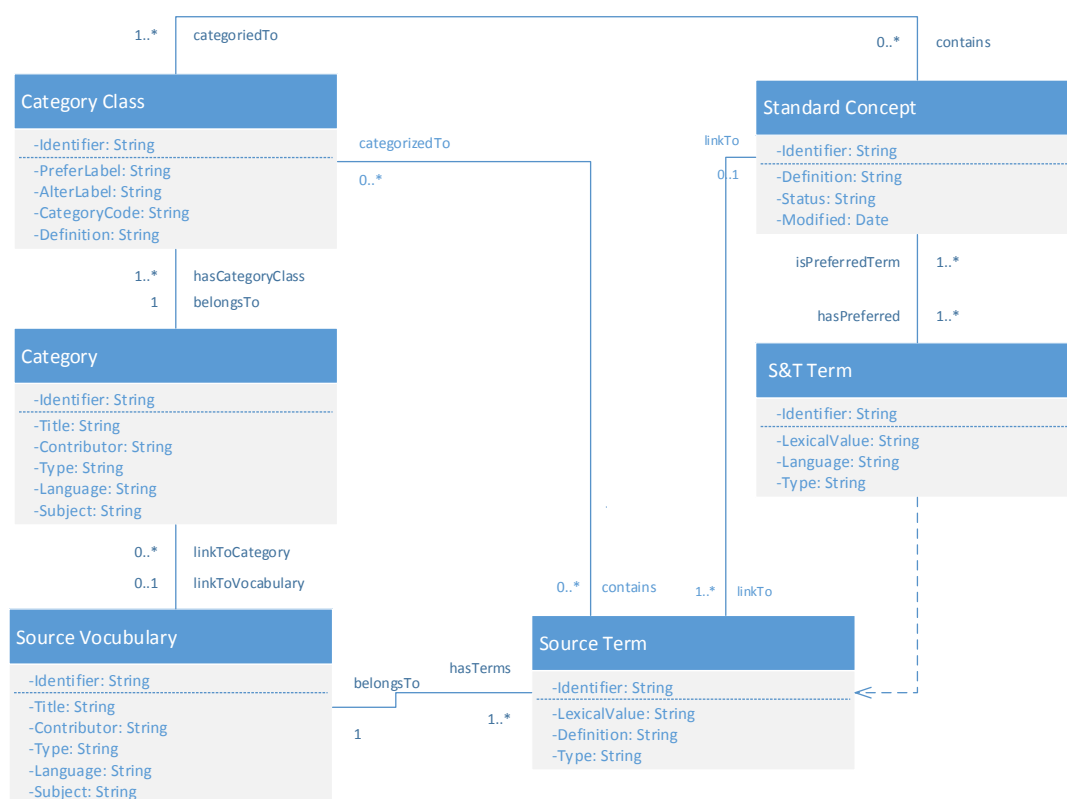 1..* categoriedTo
0..* contains
Category Class
-Identifier: String
-PreferLabel: String
-AlterLabel: String
-CategoryCode: String
-Definition: String
categorizedTo
0..*
linkTo
0..1
Standard Concept
-Identifier: String
-Definition: String
-Status: String
-Modified: Date
1..* hasCategoryClass
1 belongsTo
isPreferredTerm 1..*
hasPreferred 1..*
Category
-Identifier: String
-Title: String
-Contributor: String
-Type: String
-Language: String
-Subject: String
S&T Term
-Identifier: String
-LexicalValue: String
-Language: String
-Type: String
0..* linkToCategory
0..1 linkToVocabulary
0..* contains
1..* linkTo
Source Vocubulary
-Identifier: String
-Title: String
-Contributor: String
-Type: String
-Language: String
-Subject: String
belongsTo
1
hasTerms
1..*
Source Term
-Identifier: String
-LexicalValue: String
-Definition: String
-Type: String